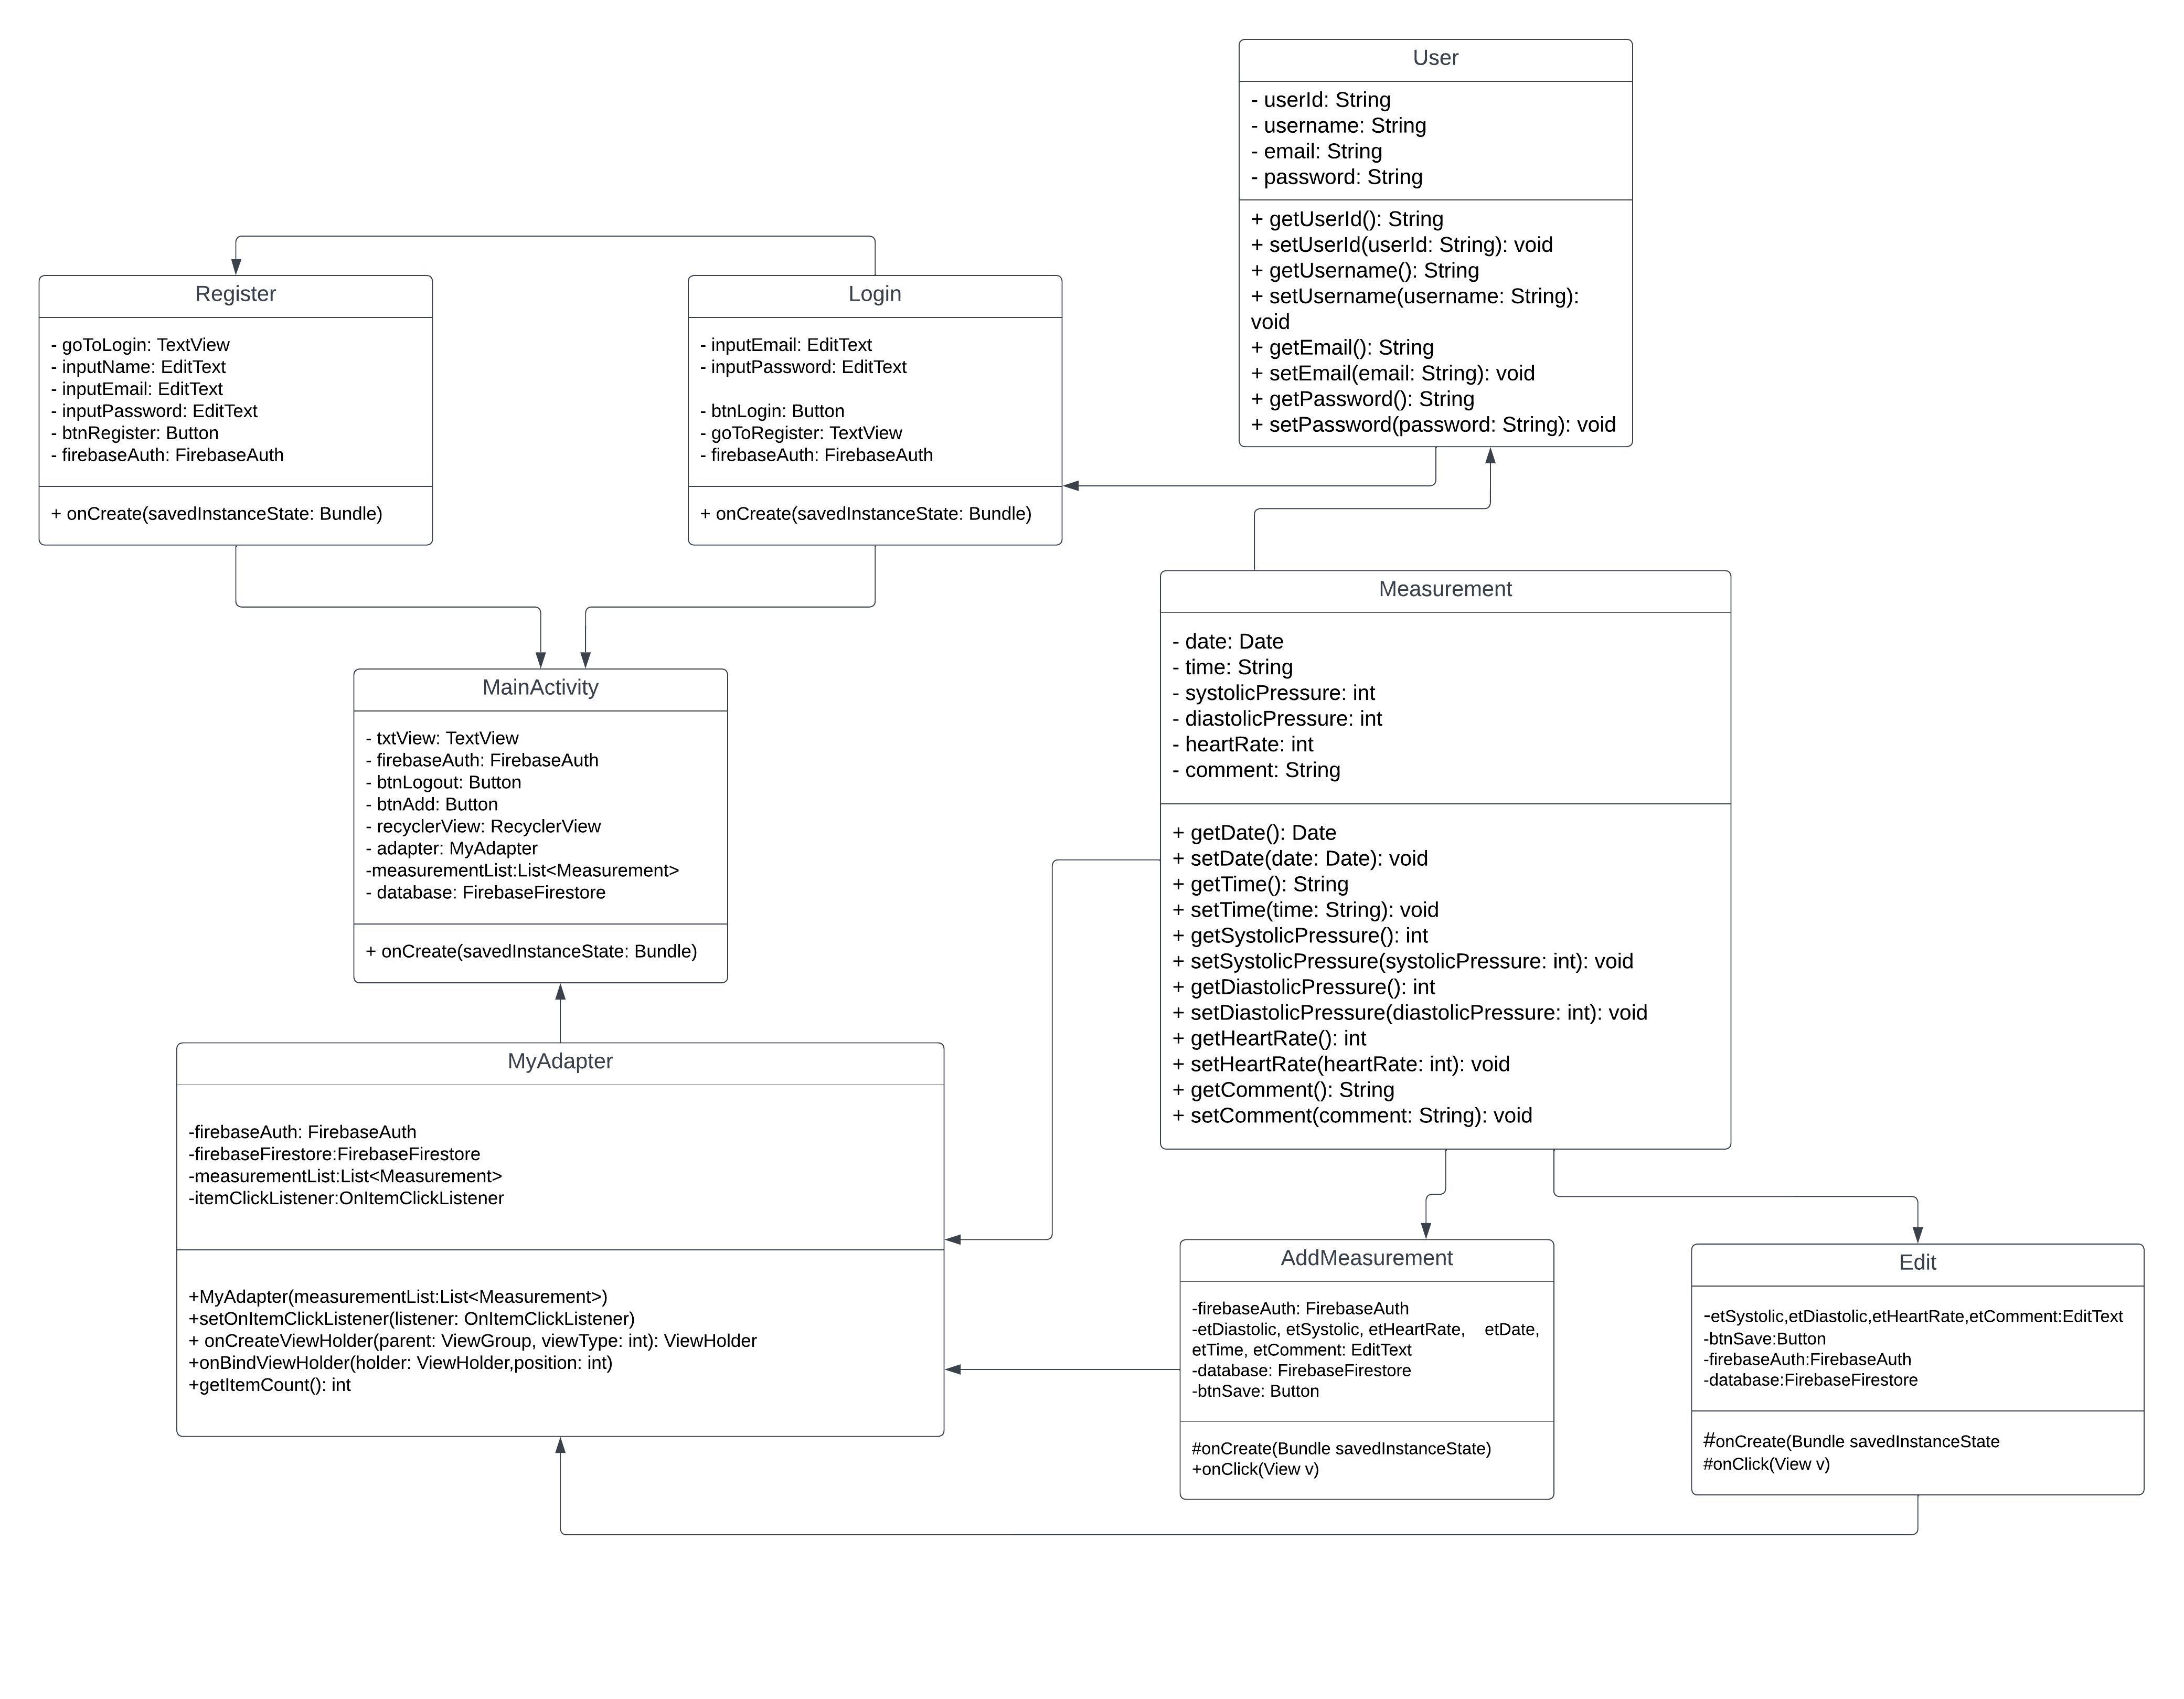 User
- userId: String
- username: String
- email: String
- password: String
+ getUserId(): String
+ setUserId(userId: String): void
+ getUsername(): String
+ setUsername(username: String):
void
+ getEmail(): String
+ setEmail(email: String): void
+ getPassword(): String
+ setPassword(password: String): void
Register
- goToLogin: TextView
- inputName: EditText
- inputEmail: EditText
- inputPassword: EditText
- btnRegister: Button
- firebaseAuth: FirebaseAuth
+ onCreate(savedInstanceState: Bundle)
Login
- inputEmail: EditText
- inputPassword: EditText
- btnLogin: Button
- goToRegister: TextView
- firebaseAuth: FirebaseAuth
+ onCreate(savedInstanceState: Bundle)
Measurement
- date: Date
- time: String
- systolicPressure: int
- diastolicPressure: int
- heartRate: int
- comment: String
+ getDate(): Date
+ setDate(date: Date): void
+ getTime(): String
+ setTime(time: String): void
+ getSystolicPressure(): int
+ setSystolicPressure(systolicPressure: int): void
+ getDiastolicPressure(): int
+ setDiastolicPressure(diastolicPressure: int): void
+ getHeartRate(): int
+ setHeartRate(heartRate: int): void
+ getComment(): String
+ setComment(comment: String): void
MainActivity
- txtView: TextView
- firebaseAuth: FirebaseAuth
- btnLogout: Button
- btnAdd: Button
- recyclerView: RecyclerView
- adapter: MyAdapter
-measurementList:List<Measurement>
- database: FirebaseFirestore
+ onCreate(savedInstanceState: Bundle)
MyAdapter
-firebaseAuth: FirebaseAuth
-firebaseFirestore:FirebaseFirestore
-measurementList:List<Measurement>
-itemClickListener:OnItemClickListener
+MyAdapter(measurementList:List<Measurement>)
+setOnItemClickListener(listener: OnItemClickListener)
+ onCreateViewHolder(parent: ViewGroup, viewType: int): ViewHolder
+onBindViewHolder(holder: ViewHolder,position: int)
+getItemCount(): int
AddMeasurement
-firebaseAuth: FirebaseAuth
-etDiastolic, etSystolic, etHeartRate, etDate,
etTime, etComment: EditText
-database: FirebaseFirestore
-btnSave: Button
#onCreate(Bundle savedInstanceState)
+onClick(View v)
Edit
-etSystolic,etDiastolic,etHeartRate,etComment:EditText
-btnSave:Button
-firebaseAuth:FirebaseAuth
-database:FirebaseFirestore
#onCreate(Bundle savedInstanceState
#onClick(View v)